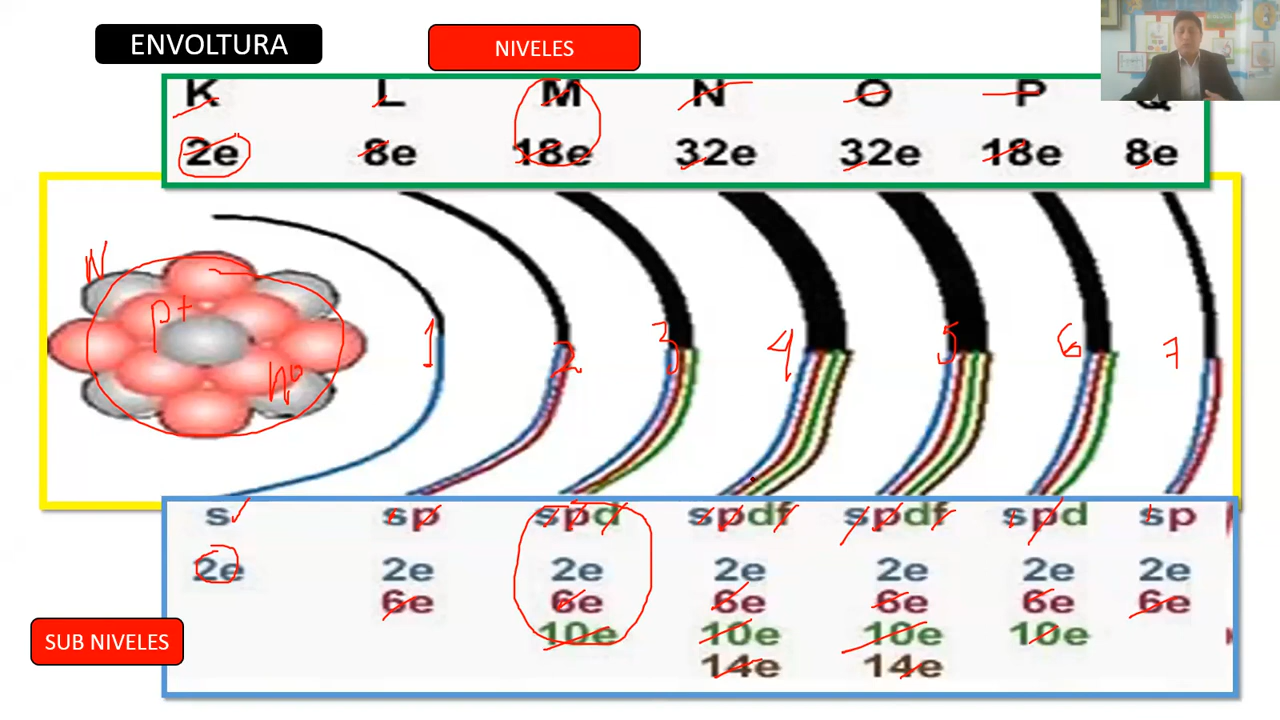 ENVOLTURA
NIVELES
K L M N O P Q
2e 8e 18e 32e 32e 18e 8e
N
p+
n°
1 2 3 4 5 6 7
s sp spd spdf spdf spd sp
2e 2e 2e 2e 2e 2e 2e
6e 6e 6e 6e 6e 6e
10e 10e 10e 10e
14e 14e
SUB NIVELES